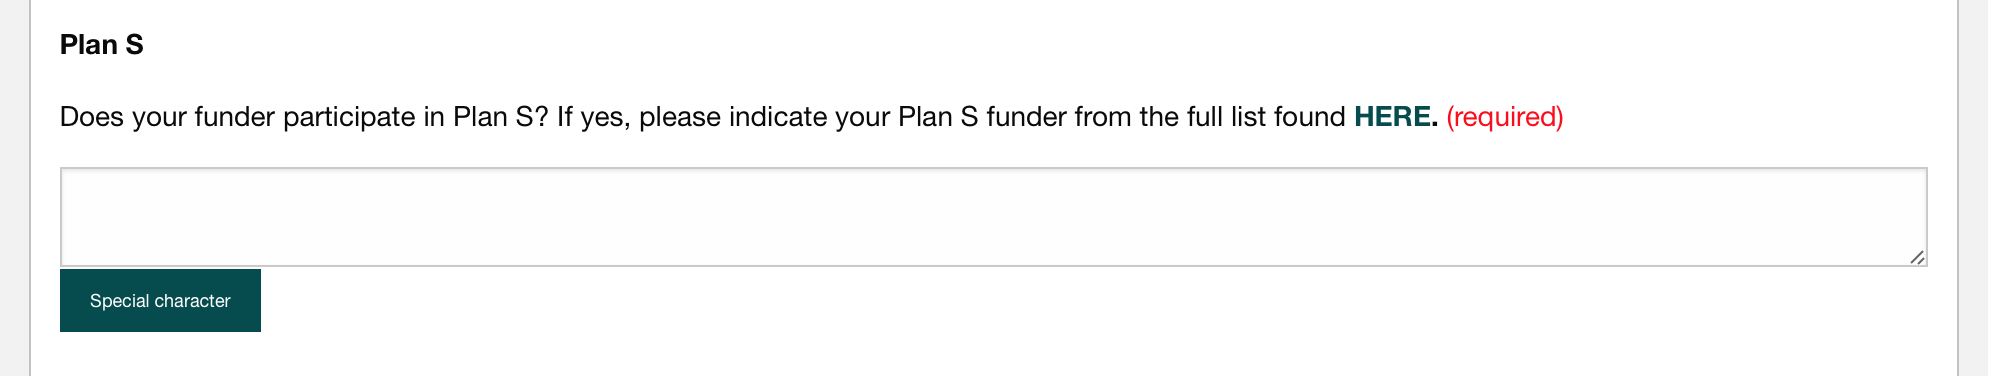 Plan S
Does your funder participate in Plan S? If yes, please indicate your Plan S funder from the full list found HERE. (required)
Special character